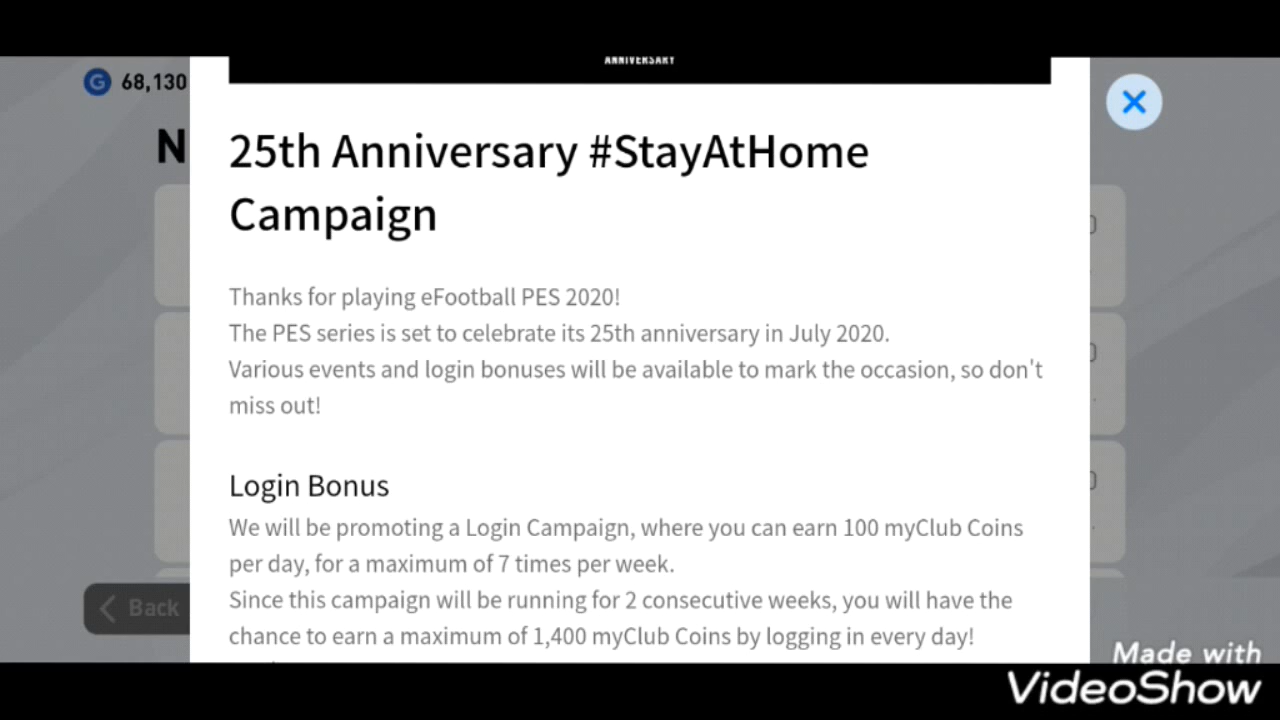 ANNIVERSARY
68,130
N
25th Anniversary #StayAtHome
Campaign
Thanks for playing eFootball PES 2020!
The PES series is set to celebrate its 25th anniversary in July 2020.
Various events and login bonuses will be available to mark the occasion, so don't
miss out!
Login Bonus
We will be promoting a Login Campaign, where you can earn 100 myClub Coins
per day, for a maximum of 7 times per week.
Since this campaign will be running for 2 consecutive weeks, you will have the
chance to earn a maximum of 1,400 myClub Coins by logging in every day!
Back
Made with
VideoShow